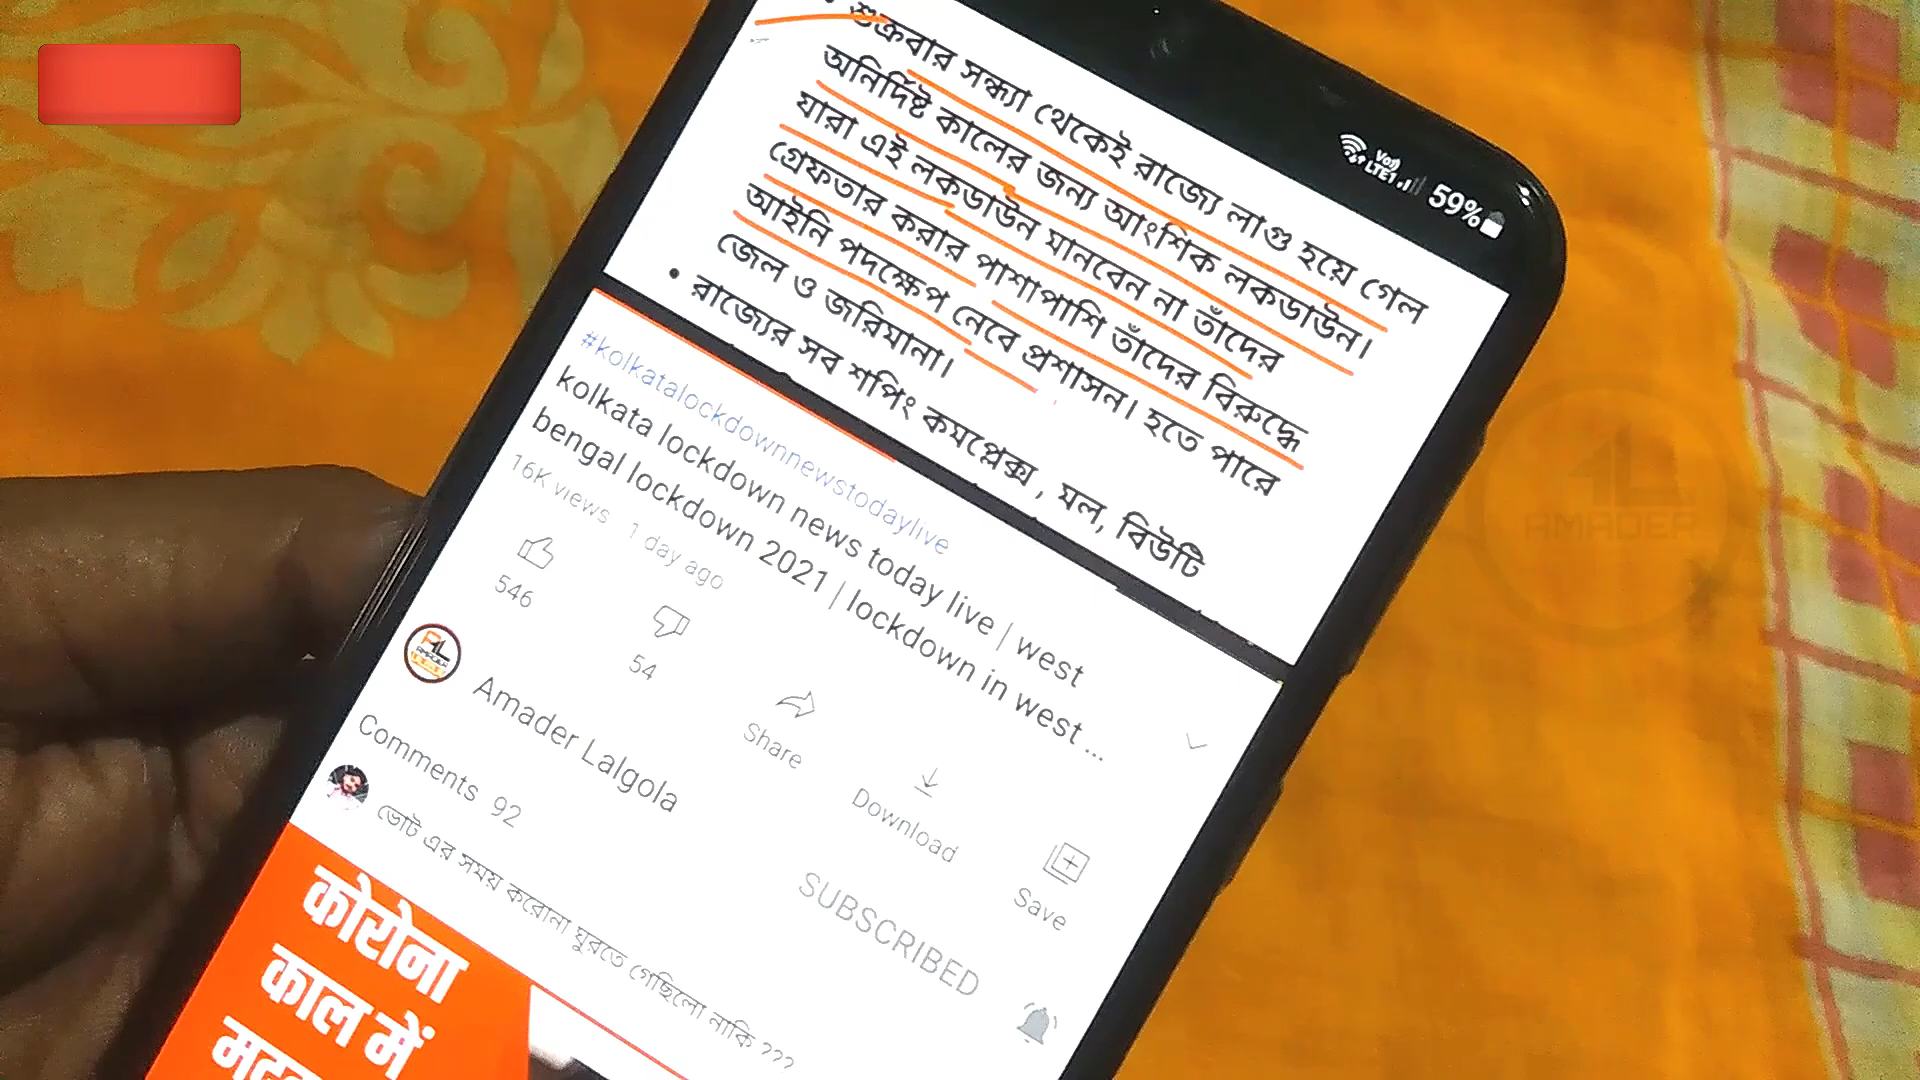 শুক্রবার সন্ধ্যা থেকেই রাজ্যে লাগু হয়ে গেল
অনির্দিষ্ট কালের জন্য আংশিক লকডাউন।
যারা এই লকডাউন মানবেন না তাঁদের
গ্রেফতার করার পাশাপাশি তাঁদের বিরুদ্ধে
আইনি পদক্ষেপ নেবে প্রশাসন। হতে পারে
জেল ও জরিমানা।
• রাজ্যের সব শপিং কমপ্লেক্স , মল, বিউটি
Vo))
LTE1
59%
#kolkatalockdownnewstodaylive
kolkata lockdown news today live | west
bengal lockdown 2021 | lockdown in west ...
16K views 1 day ago
546
54
Share
Download
Save
Amader Lalgola
SUBSCRIBED
Comments 92
ভোট এর সময় করোনা ঘুরতে গেছিলো নাকি ???
कोरोना
काल में
AMADER